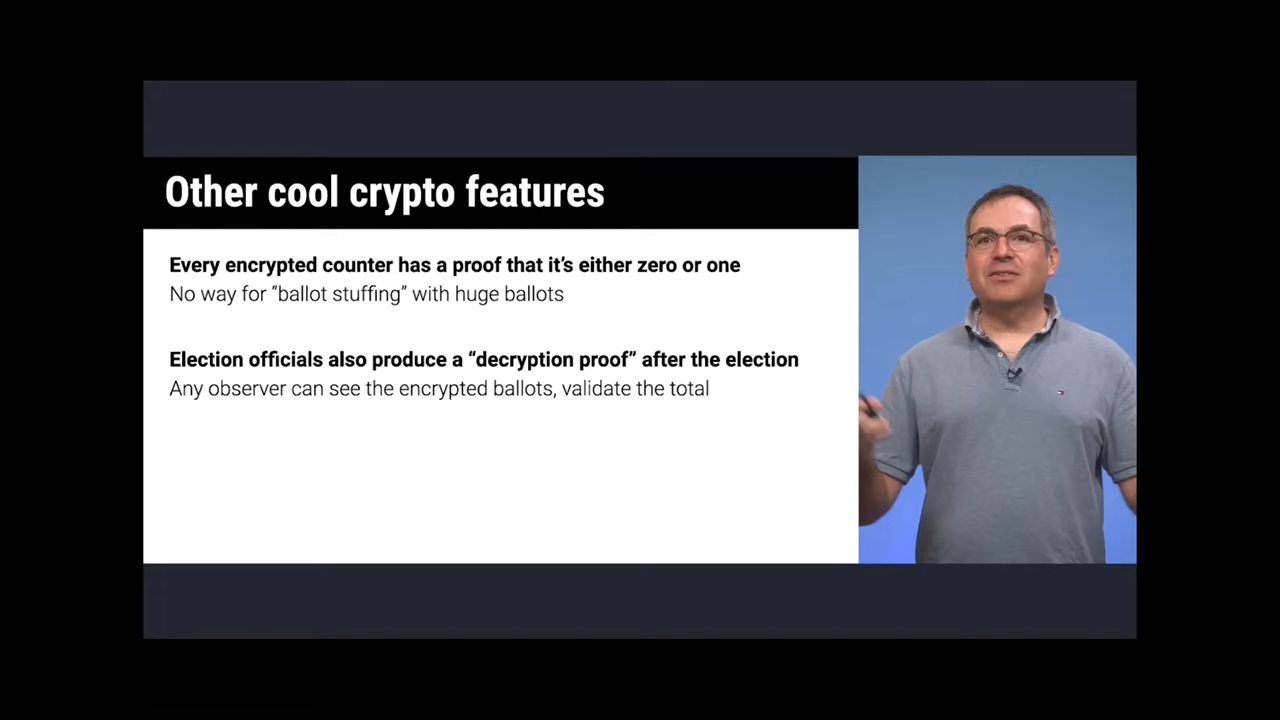 Other cool crypto features
Every encrypted counter has a proof that it's either zero or one
No way for “ballot stuffing” with huge ballots
Election officials also produce a “decryption proof” after the election
Any observer can see the encrypted ballots, validate the total